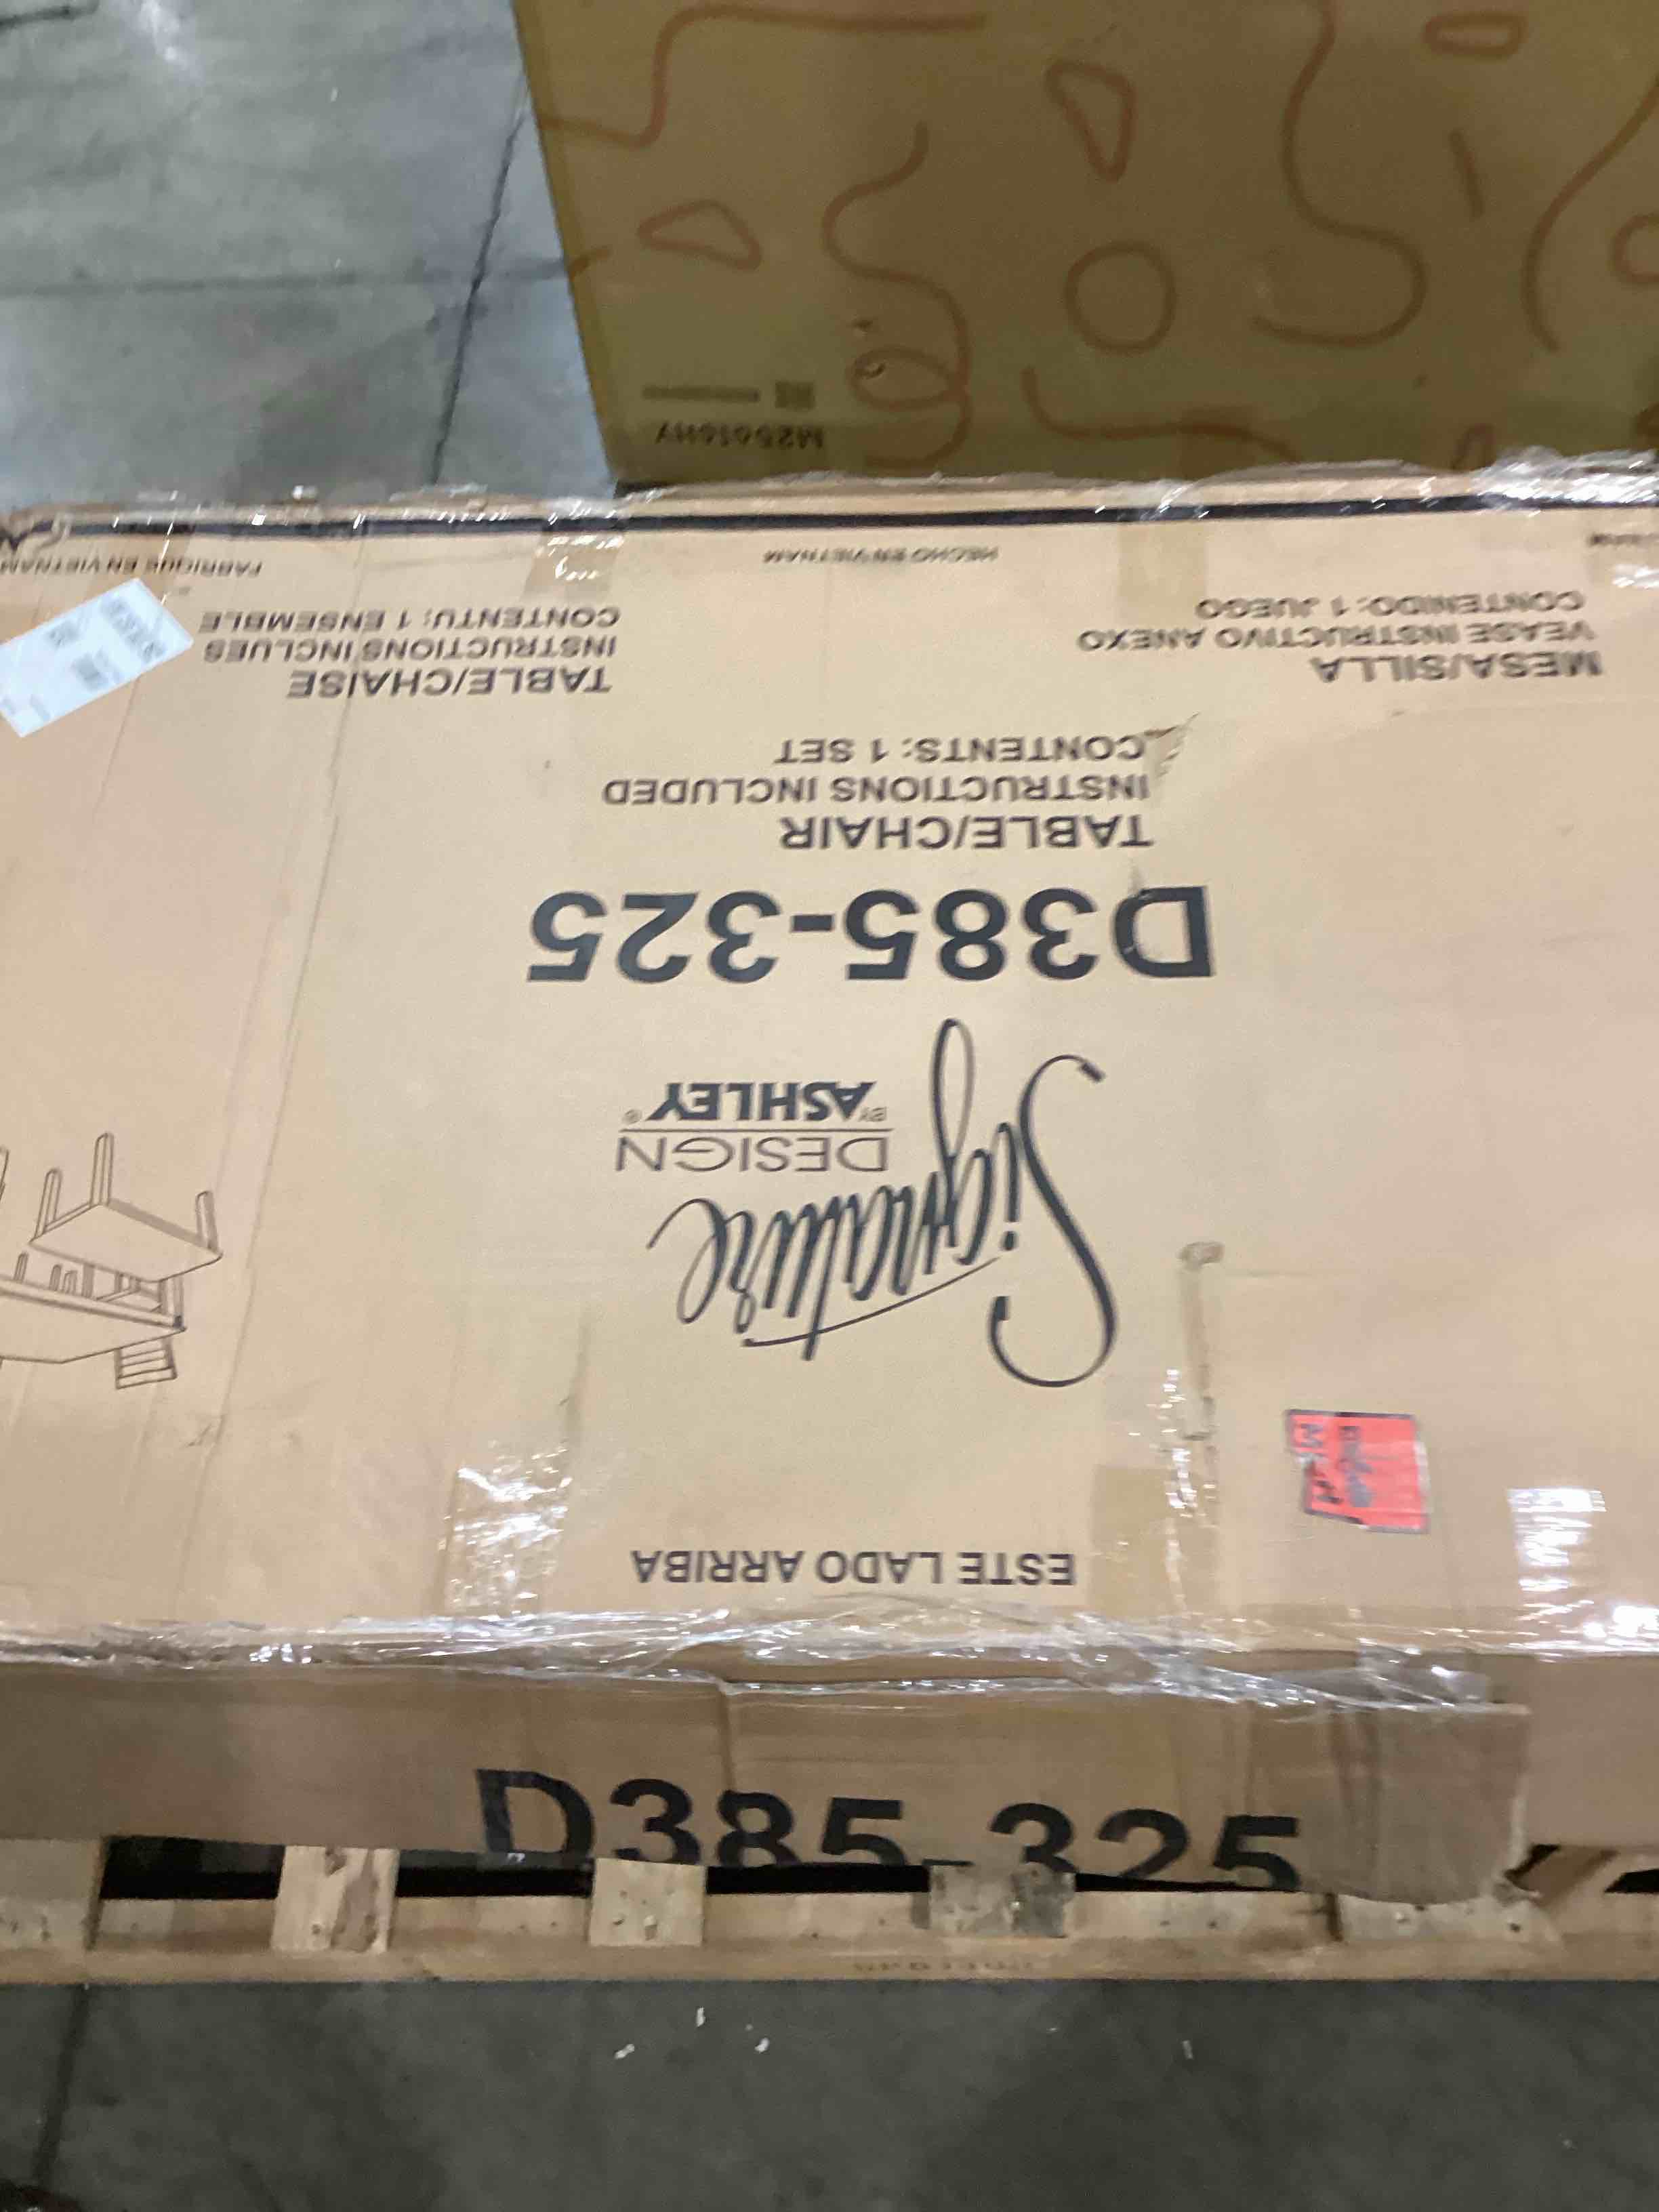 ESTE LADO ARRIBA
Signature
DESIGN
BY ASHLEY®
D385-325
TABLE/CHAIR
INSTRUCTIONS INCLUDED
CONTENTS: 1 SET
MESA/SILLA
VEASE INSTRUCTIVO ANEXO
CONTENIDO: 1 JUEGO
HECHO EN VIETNAM
TABLE/CHAISE
INSTRUCTIONS INCLUES
CONTENU: 1 ENSEMBLE
FABRIQUE EN VIETNAM
D385-325